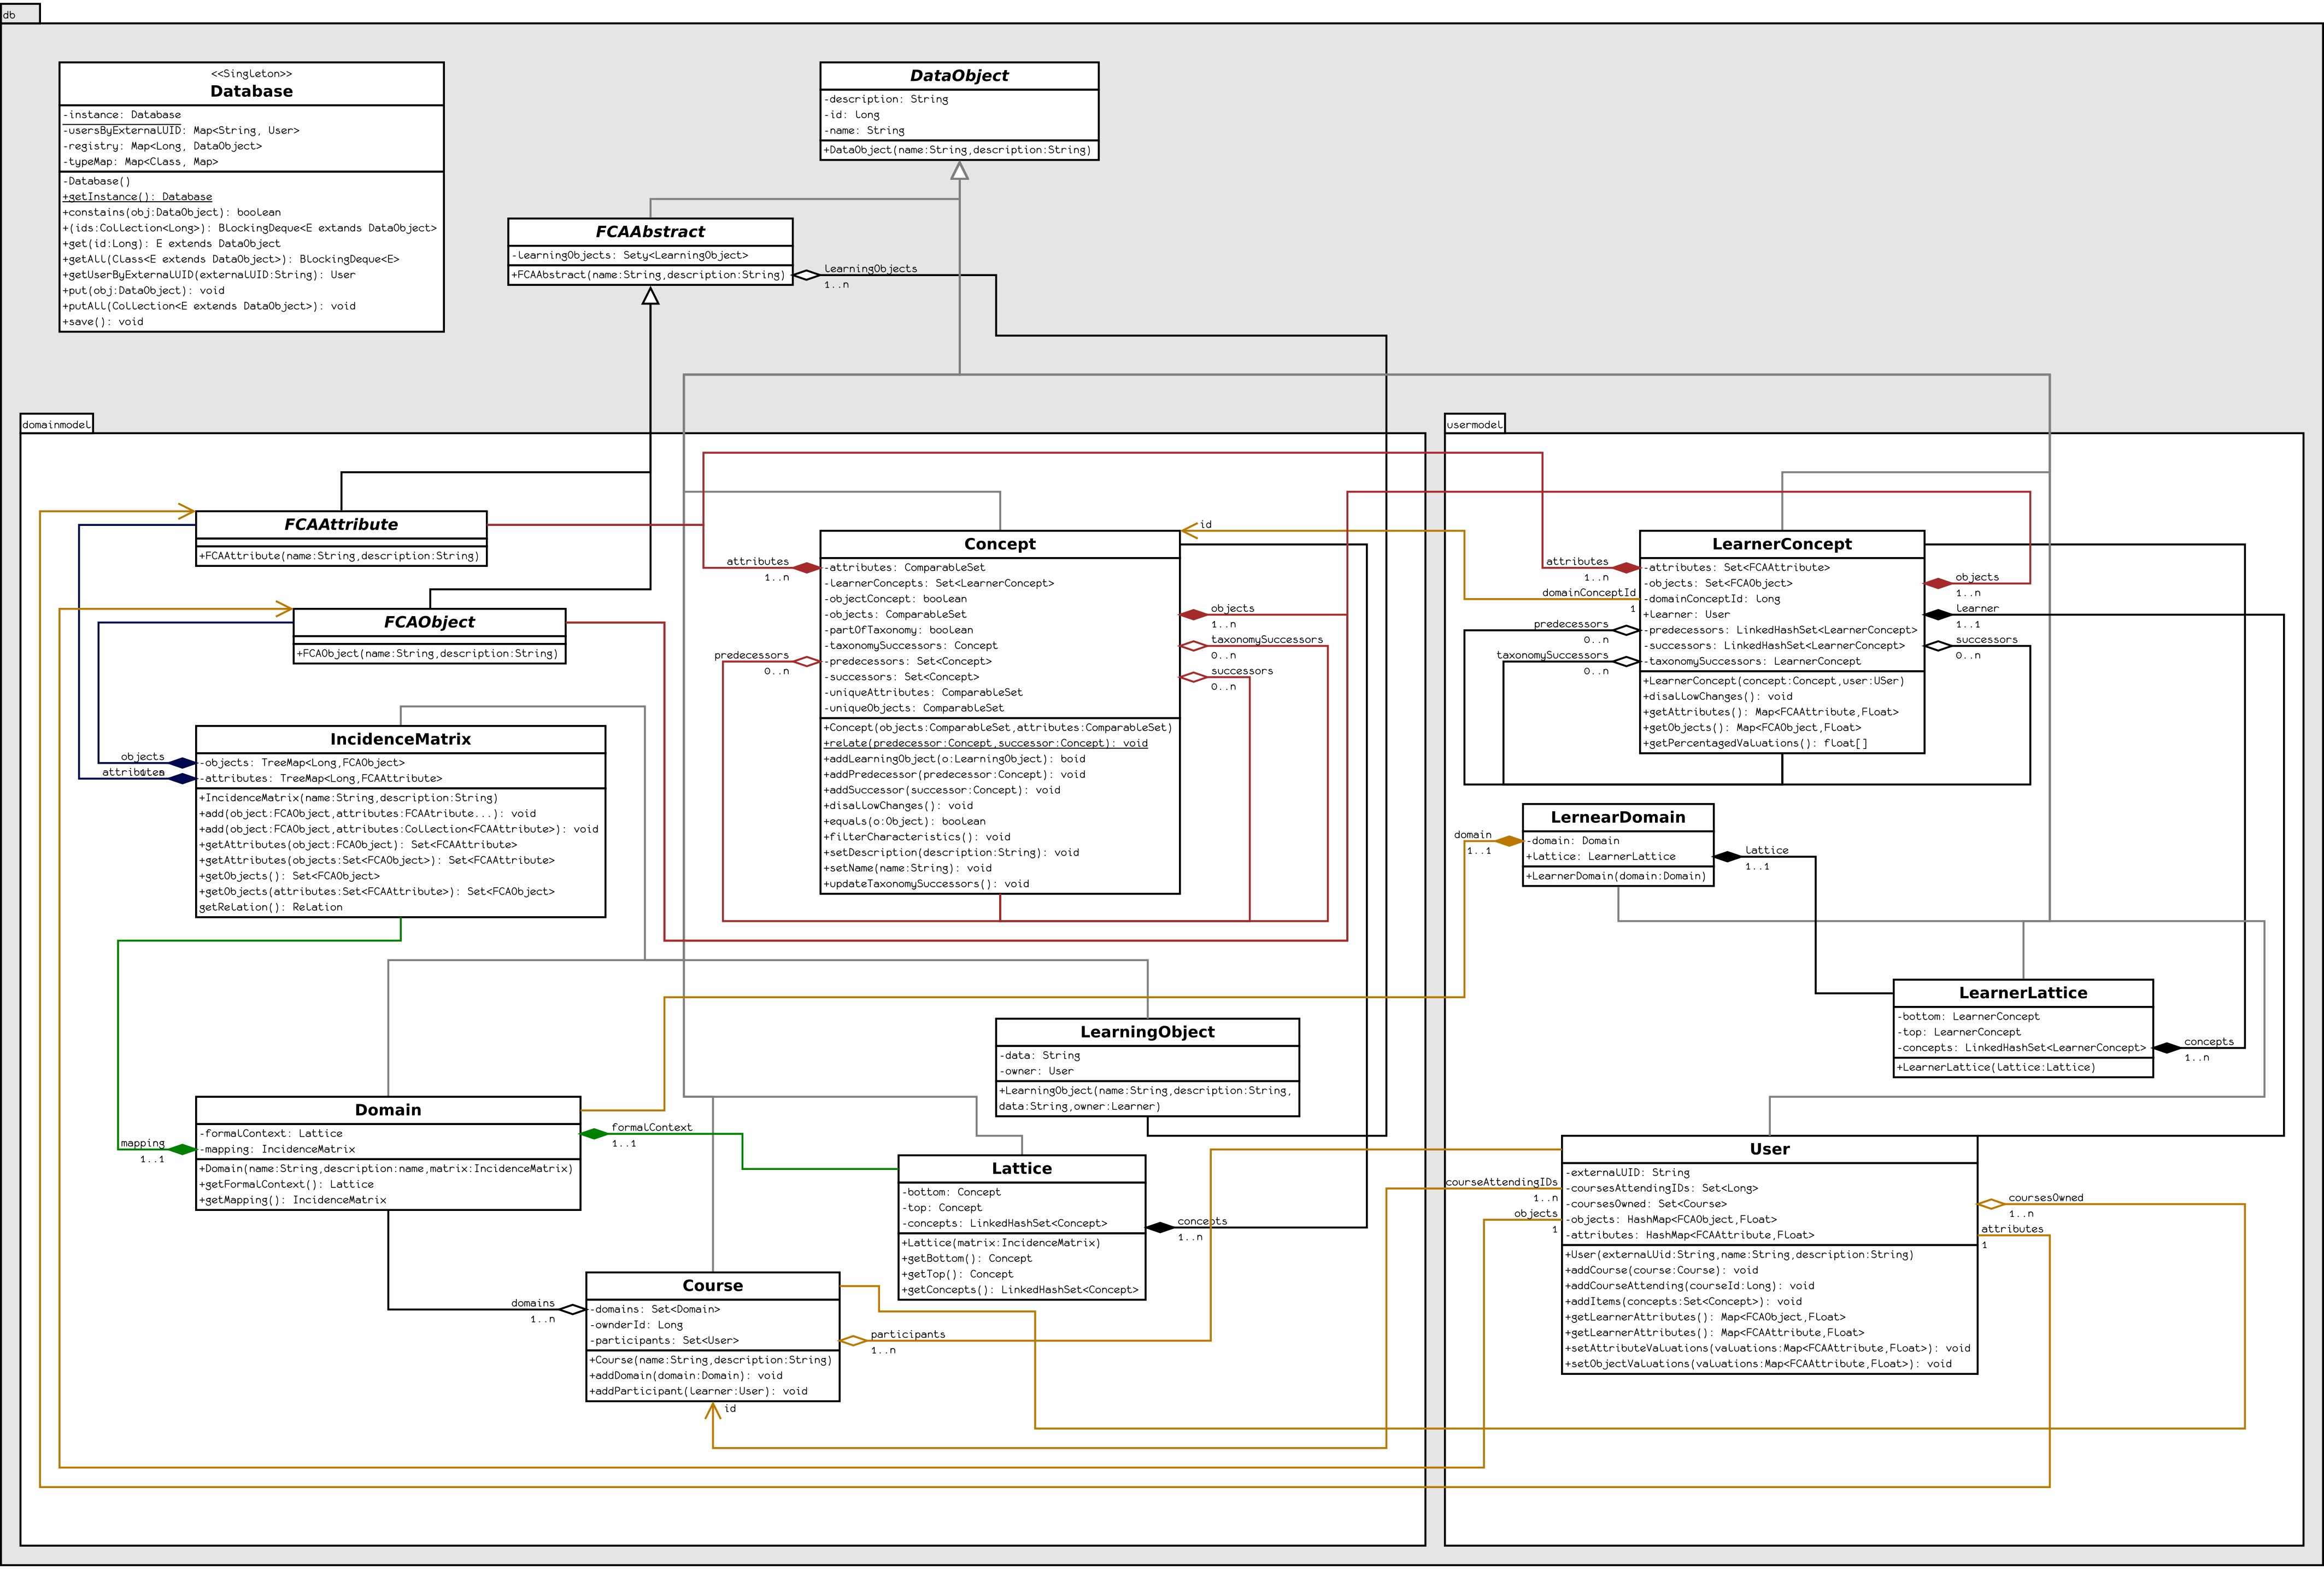 db
<<Singleton>>
Database
-instance: Database
-usersByExternalUID: Map<String, User>
-registry: Map<Long, DataObject>
-typeMap: Map<Class, Map>
-Database()
+getInstance(): Database
+constains(obj:DataObject): boolean
+(ids:Collection<Long>): BlockingDeque<E extands DataObject>
+get(id:Long): E extends DataObject
+getAll(Class<E extends DataObject>): BlockingDeque<E>
+getUserByExternalUID(externalUID:String): User
+put(obj:DataObject): void
+putAll(Collection<E extends DataObject>): void
+save(): void
DataObject
-description: String
-id: Long
-name: String
+DataObject(name:String,description:String)
FCAAbstract
-learningObjects: Sety<LearningObject>
+FCAAbstract(name:String,description:String)
learningObjects
1..n
domainmodel
FCAAttribute
+FCAAttribute(name:String,description:String)
FCAObject
+FCAObject(name:String,description:String)
IncidenceMatrix
-objects: TreeMap<Long,FCAObject>
-attributes: TreeMap<Long,FCAAttribute>
+IncidenceMatrix(name:String,description:String)
+add(object:FCAObject,attributes:FCAAtribute...): void
+add(object:FCAObject,attributes:Collection<FCAAttribute>): void
+getAttributes(object:FCAObject): Set<FCAAttribute>
+getAttributes(objects:Set<FCAObject>): Set<FCAAttribute>
+getObjects(): Set<FCAObject>
+getObjects(attributes:Set<FCAAttribute>): Set<FCAObject>
getRelation(): Relation
objects
attributes
Concept
-attributes: ComparableSet
-learnerConcepts: Set<LearnerConcept>
-objectConcept: boolean
-objects: ComparableSet
-partOfTaxonomy: boolean
-taxonomySuccessors: Concept
-predecessors: Set<Concept>
-successors: Set<Concept>
-uniqueAttributes: ComparableSet
-uniqueObjects: ComparableSet
+Concept(objects:ComparableSet,attributes:ComparableSet)
+relate(predecessor:Concept,successor:Concept): void
+addLearningObject(o:LearningObject): boid
+addPredecessor(predecessor:Concept): void
+addSuccessor(successor:Concept): void
+disallowChanges(): void
+equals(o:Object): boolean
+filterCharacteristics(): void
+setDescription(description:String): void
+setName(name:String): void
+updateTaxonomySuccessors(): void
attributes
1..n
predecessors
0..n
id
objects
1..n
taxonomySuccessors
0..n
successors
0..n
LearningObject
-data: String
-owner: User
+LearningObject(name:String,description:String,
data:String,owner:Learner)
Domain
-formalContext: Lattice
-mapping: IncidenceMatrix
+Domain(name:String,description:name,matrix:IncidenceMatrix)
+getFormalContext(): Lattice
+getMapping(): IncidenceMatrix
mapping
1..1
formalContext
1..1
Lattice
-bottom: Concept
-top: Concept
-concepts: LinkedHashSet<Concept>
+Lattice(matrix:IncidenceMatrix)
+getBottom(): Concept
+getTop(): Concept
+getConcepts(): LinkedHashSet<Concept>
concepts
1..n
Course
-domains: Set<Domain>
-ownderId: Long
-participants: Set<User>
+Course(name:String,description:String)
+addDomain(domain:Domain): void
+addParticipant(learner:User): void
domains
1..n
participants
1..n
id
usermodel
LearnerConcept
-attributes: Set<FCAAttribute>
-objects: Set<FCAObject>
-domainConceptId: Long
+learner: User
-predecessors: LinkedHashSet<LearnerConcept>
-successors: LinkedHashSet<LearnerConcept>
-taxonomySuccessors: LearnerConcept
+LearnerConcept(concept:Concept,user:USer)
+disallowChanges(): void
+getAttributes(): Map<FCAAttribute,Float>
+getObjects(): Map<FCAObject,Float>
+getPercentagedValuations(): float[]
attributes
1..n
domainConceptId
1
predecessors
0..n
taxonomySuccessors
0..n
objects
1..n
learner
1..1
successors
0..n
LernearDomain
-domain: Domain
+lattice: LearnerLattice
+LearnerDomain(domain:Domain)
domain
1..1
lattice
1..1
LearnerLattice
-bottom: LearnerConcept
-top: LearnerConcept
-concepts: LinkedHashSet<LearnerConcept>
+LearnerLattice(lattice:Lattice)
concepts
1..n
User
-externalUID: String
-coursesAttendingIDs: Set<Long>
-coursesOwned: Set<Course>
-objects: HashMap<FCAObject,Float>
-attributes: HashMap<FCAAttribute,Float>
+User(externalUid:String,name:String,description:String)
+addCourse(course:Course): void
+addCourseAttending(courseId:Long): void
+addItems(concepts:Set<Concept>): void
+getLearnerAttributes(): Map<FCAObject,Float>
+getLearnerAttributes(): Map<FCAAttribute,Float>
+setAttributeValuations(valuations:Map<FCAAttribute,Float>): void
+setObjectValuations(valuations:Map<FCAAttribute,Float>): void
courseAttendingIDs
1..n
objects
1
coursesOwned
1..n
attributes
1